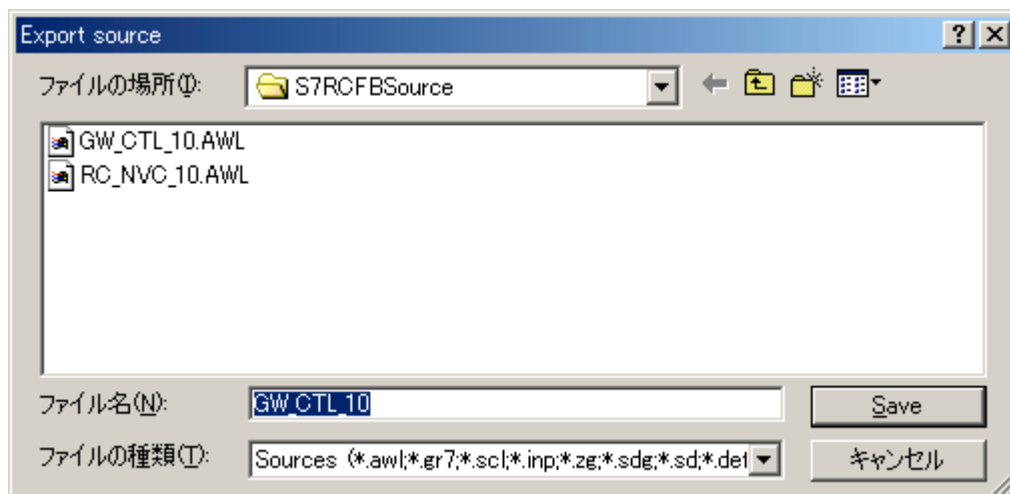 Export source
ファイルの場所(I):
S7RCFBSource
GW_CTL_10.AWL
RC_NVC_10.AWL
ファイル名(N):
GW_CTL_10
Save
ファイルの種類(T):
Sources (*.awl;*.gr7;*.scl;*.inp;*.zg;*.sdg;*.sd;*.det
キャンセル